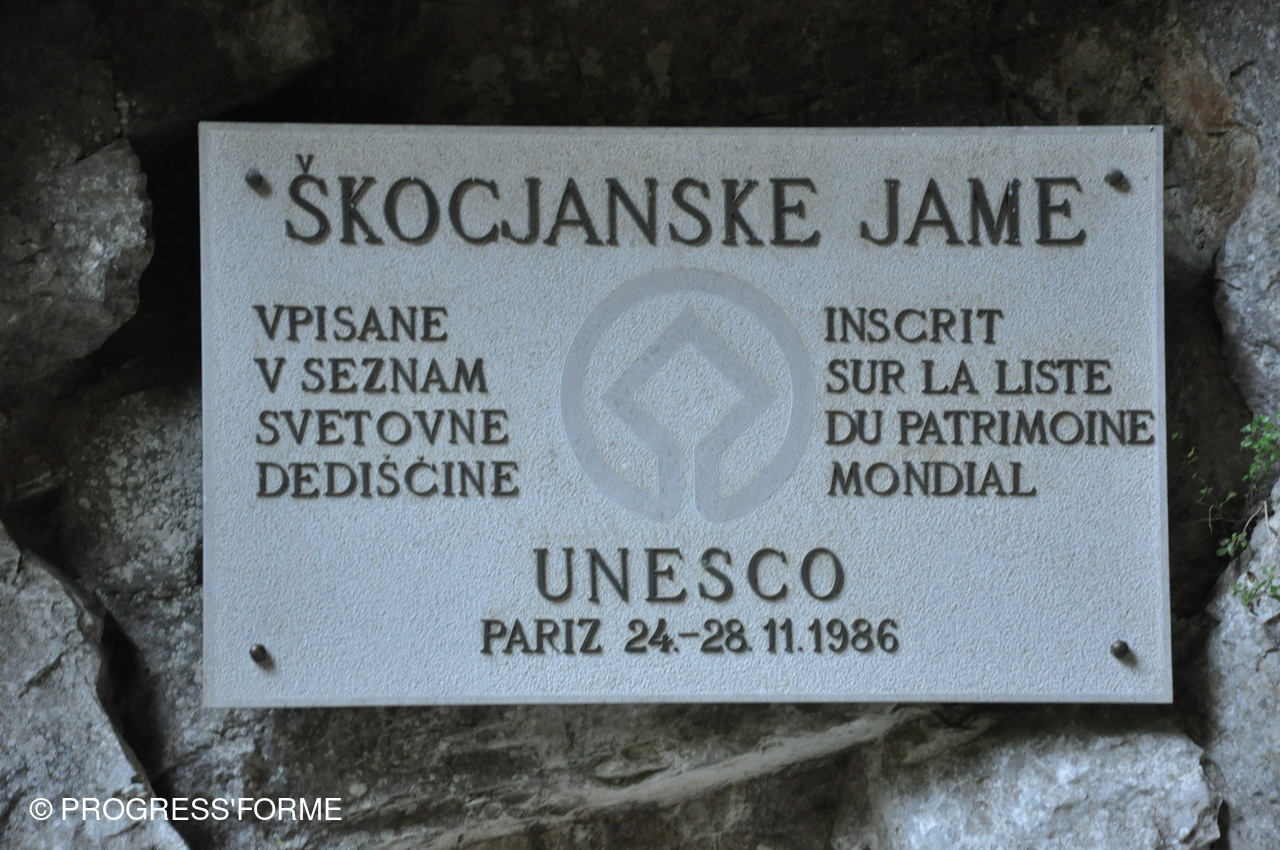 ŠKOCJANSKE JAME
VPISANE
V SEZNAM
SVETOVNE
DEDIŠČINE
INSCRIT
SUR LA LISTE
DU PATRIMOINE
MONDIAL
UNESCO
PARIZ 24.-28. 11. 1986
© PROGRESS'FORME